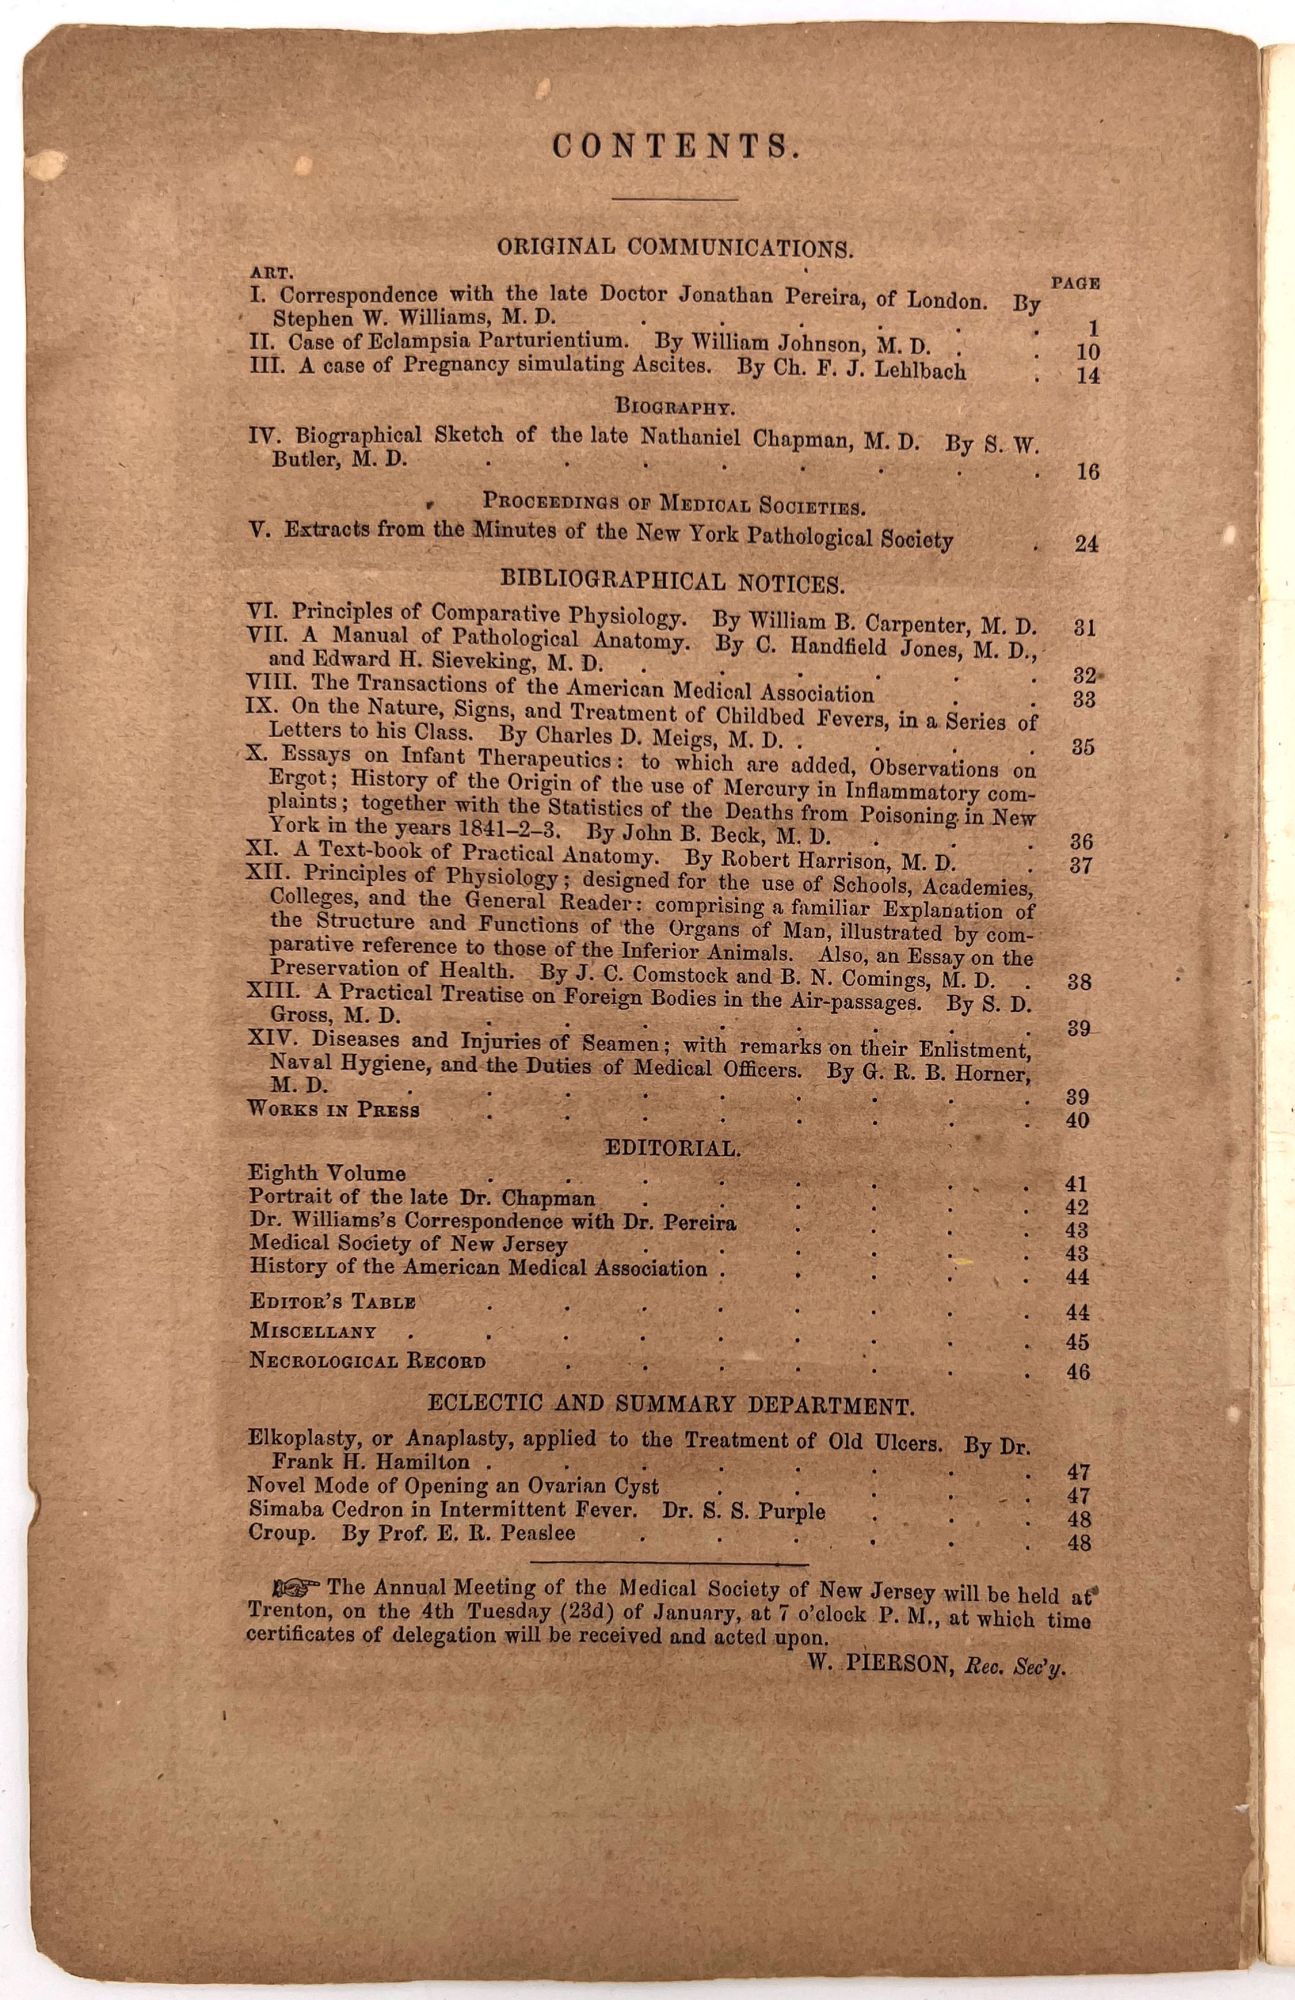 CONTENTS.
ORIGINAL COMMUNICATIONS.
ART. PAGE
I. Correspondence with the late Doctor Jonathan Pereira, of London. By
Stephen W. Williams, M. D. . . . . . . 1
II. Case of Eclampsia Parturientium. By William Johnson, M. D. . . 10
III. A case of Pregnancy simulating Ascites. By Ch. F. J. Lehlbach . 14
BIOGRAPHY.
IV. Biographical Sketch of the late Nathaniel Chapman, M. D. By S. W.
Butler, M. D. . . . . . . . . 16
PROCEEDINGS OF MEDICAL SOCIETIES.
V. Extracts from the Minutes of the New York Pathological Society . 24
BIBLIOGRAPHICAL NOTICES.
VI. Principles of Comparative Physiology. By William B. Carpenter, M. D. 31
VII. A Manual of Pathological Anatomy. By C. Handfield Jones, M. D.,
and Edward H. Sieveking, M. D. . . . . . . 32
VIII. The Transactions of the American Medical Association . . 33
IX. On the Nature, Signs, and Treatment of Childbed Fevers, in a Series of
Letters to his Class. By Charles D. Meigs, M. D. . . . . 35
X. Essays on Infant Therapeutics: to which are added, Observations on
Ergot; History of the Origin of the use of Mercury in Inflammatory com-
plaints; together with the Statistics of the Deaths from Poisoning in New
York in the years 1841-2-3. By John B. Beck, M. D. . . . 36
XI. A Text-book of Practical Anatomy. By Robert Harrison, M. D. . 37
XII. Principles of Physiology; designed for the use of Schools, Academies,
Colleges, and the General Reader: comprising a familiar Explanation of
the Structure and Functions of the Organs of Man, illustrated by com-
parative reference to those of the Inferior Animals. Also, an Essay on the
Preservation of Health. By J. C. Comstock and B. N. Comings, M. D. . 38
XIII. A Practical Treatise on Foreign Bodies in the Air-passages. By S. D.
Gross, M. D. . . . . . . . . 39
XIV. Diseases and Injuries of Seamen; with remarks on their Enlistment,
Naval Hygiene, and the Duties of Medical Officers. By G. R. B. Horner,
M. D. . . . . . . . . . 39
WORKS IN PRESS . . . . . . . . 40
EDITORIAL.
Eighth Volume . . . . . . . . 41
Portrait of the late Dr. Chapman . . . . . . 42
Dr. Williams's Correspondence with Dr. Pereira . . . . 43
Medical Society of New Jersey . . . . . . 43
History of the American Medical Association . . . . . 44
EDITOR'S TABLE . . . . . . . . 44
MISCELLANY . . . . . . . . . 45
NECROLOGICAL RECORD . . . . . . . 46
ECLECTIC AND SUMMARY DEPARTMENT.
Elkoplasty, or Anaplasty, applied to the Treatment of Old Ulcers. By Dr.
Frank H. Hamilton . . . . . . . . 47
Novel Mode of Opening an Ovarian Cyst . . . . . 47
Simaba Cedron in Intermittent Fever. Dr. S. S. Purple . . . 48
Croup. By Prof. E. R. Peaslee . . . . . . 48
☞ The Annual Meeting of the Medical Society of New Jersey will be held at
Trenton, on the 4th Tuesday (23d) of January, at 7 o'clock P. M., at which time
certificates of delegation will be received and acted upon.
W. PIERSON, Rec. Sec'y.